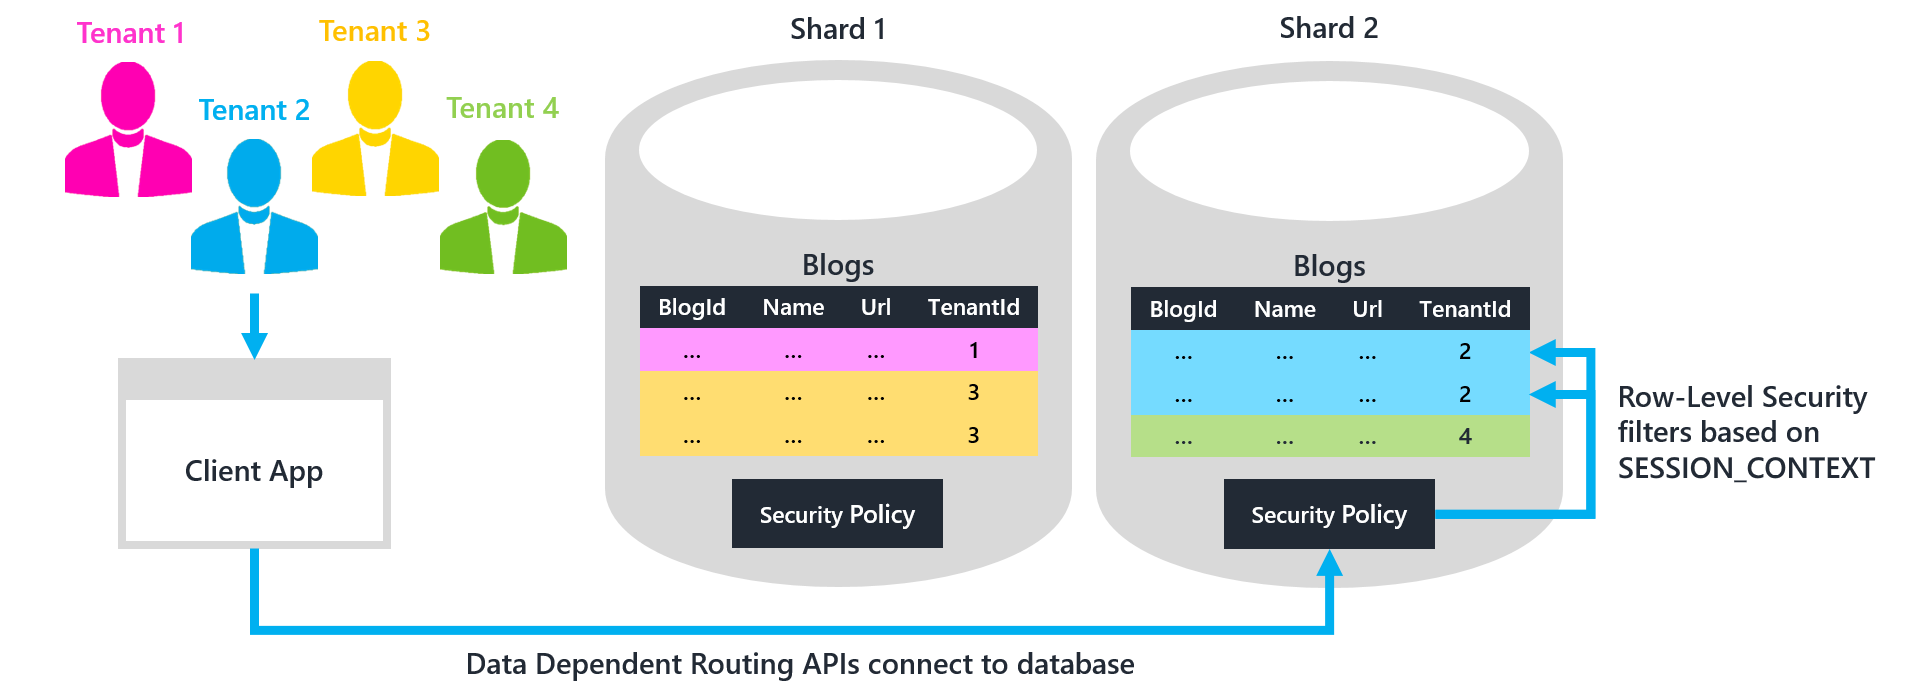 Tenant 1
Tenant 3
Tenant 2
Tenant 4
Client App
Shard 1
Blogs
BlogId Name Url TenantId
... ... ... 1
... ... ... 3
... ... ... 3
Security Policy
Shard 2
Blogs
BlogId Name Url TenantId
... ... ... 2
... ... ... 2
... ... ... 4
Security Policy
Row-Level Security
filters based on
SESSION_CONTEXT
Data Dependent Routing APIs connect to database